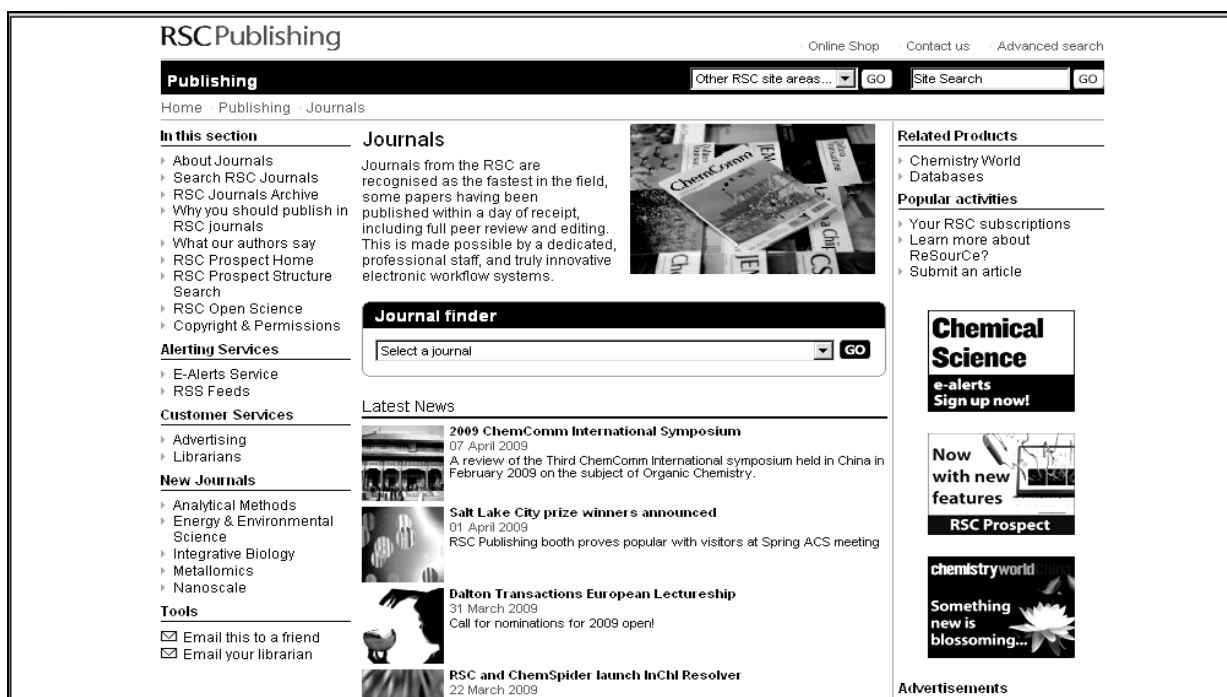 RSCPublishing
Online Shop
Contact us
Advanced search
Publishing
Other RSC site areas...
GO
Site Search
GO
Home
Publishing
Journals
In this section
About Journals
Search RSC Journals
RSC Journals Archive
Why you should publish in
RSC journals
What our authors say
RSC Prospect Home
RSC Prospect Structure
Search
RSC Open Science
Copyright & Permissions
Alerting Services
E-Alerts Service
RSS Feeds
Customer Services
Advertising
Librarians
New Journals
Analytical Methods
Energy & Environmental
Science
Integrative Biology
Metallomics
Nanoscale
Tools
Email this to a friend
Email your librarian
Journals
Journals from the RSC are
recognised as the fastest in the field,
some papers having been
published within a day of receipt,
including full peer review and editing.
This is made possible by a dedicated,
professional staff, and truly innovative
electronic workflow systems.
ChemComm
Journal finder
Select a journal
GO
Latest News
2009 ChemComm International Symposium
07 April 2009
A review of the Third ChemComm International symposium held in China in
February 2009 on the subject of Organic Chemistry.
Salt Lake City prize winners announced
01 April 2009
RSC Publishing booth proves popular with visitors at Spring ACS meeting
Dalton Transactions European Lectureship
31 March 2009
Call for nominations for 2009 open!
RSC and ChemSpider launch InChI Resolver
22 March 2009
Related Products
Chemistry World
Databases
Popular activities
Your RSC subscriptions
Learn more about
ReSourCe?
Submit an article
Chemical
Science
e-alerts
Sign up now!
Now
with new
features
RSC Prospect
chemistryworldChina
Something
new is
blossoming...
Advertisements